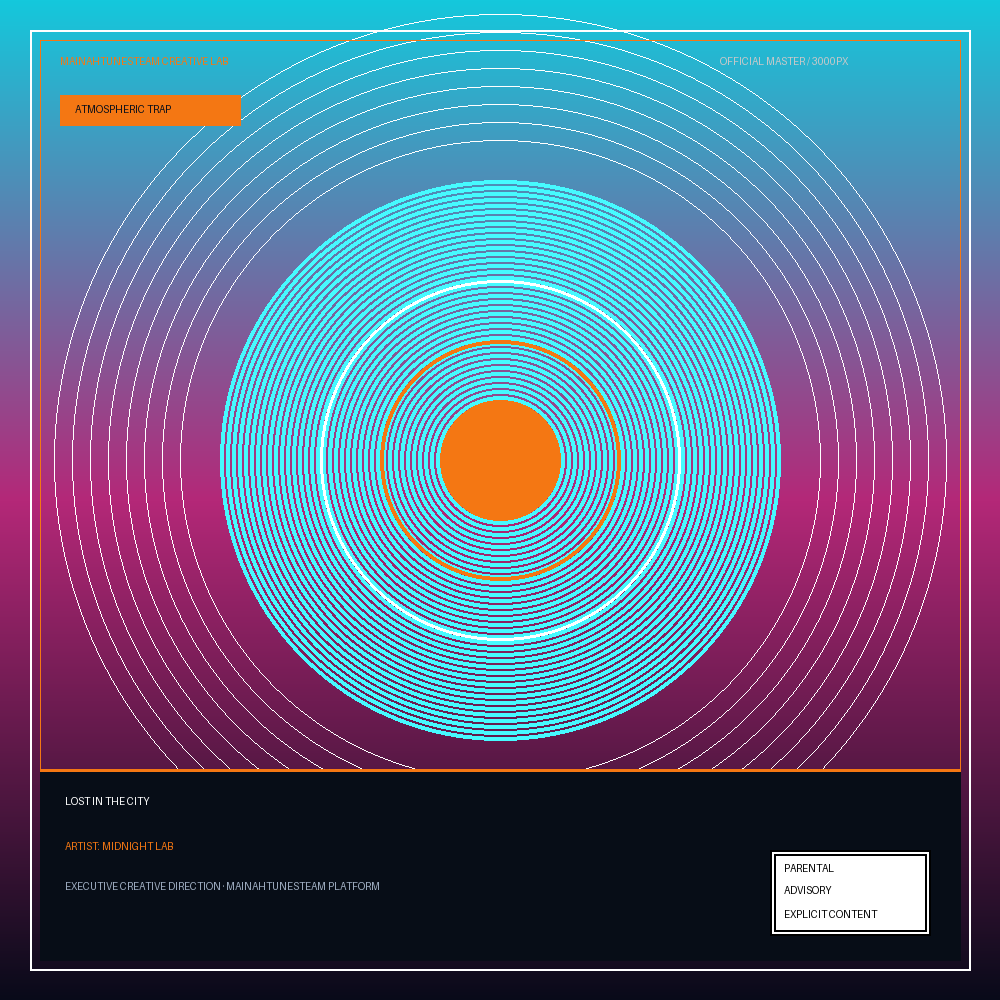 OFFICIAL MASTER / 3000PX
ATMOSPHERIC TRAP
LOST IN THE CITY
ARTIST: MIDNIGHT LAB
EXECUTIVE CREATIVE DIRECTION · MAINAHTUNESTEAM PLATFORM
PARENTAL
ADVISORY
EXPLICIT CONTENT